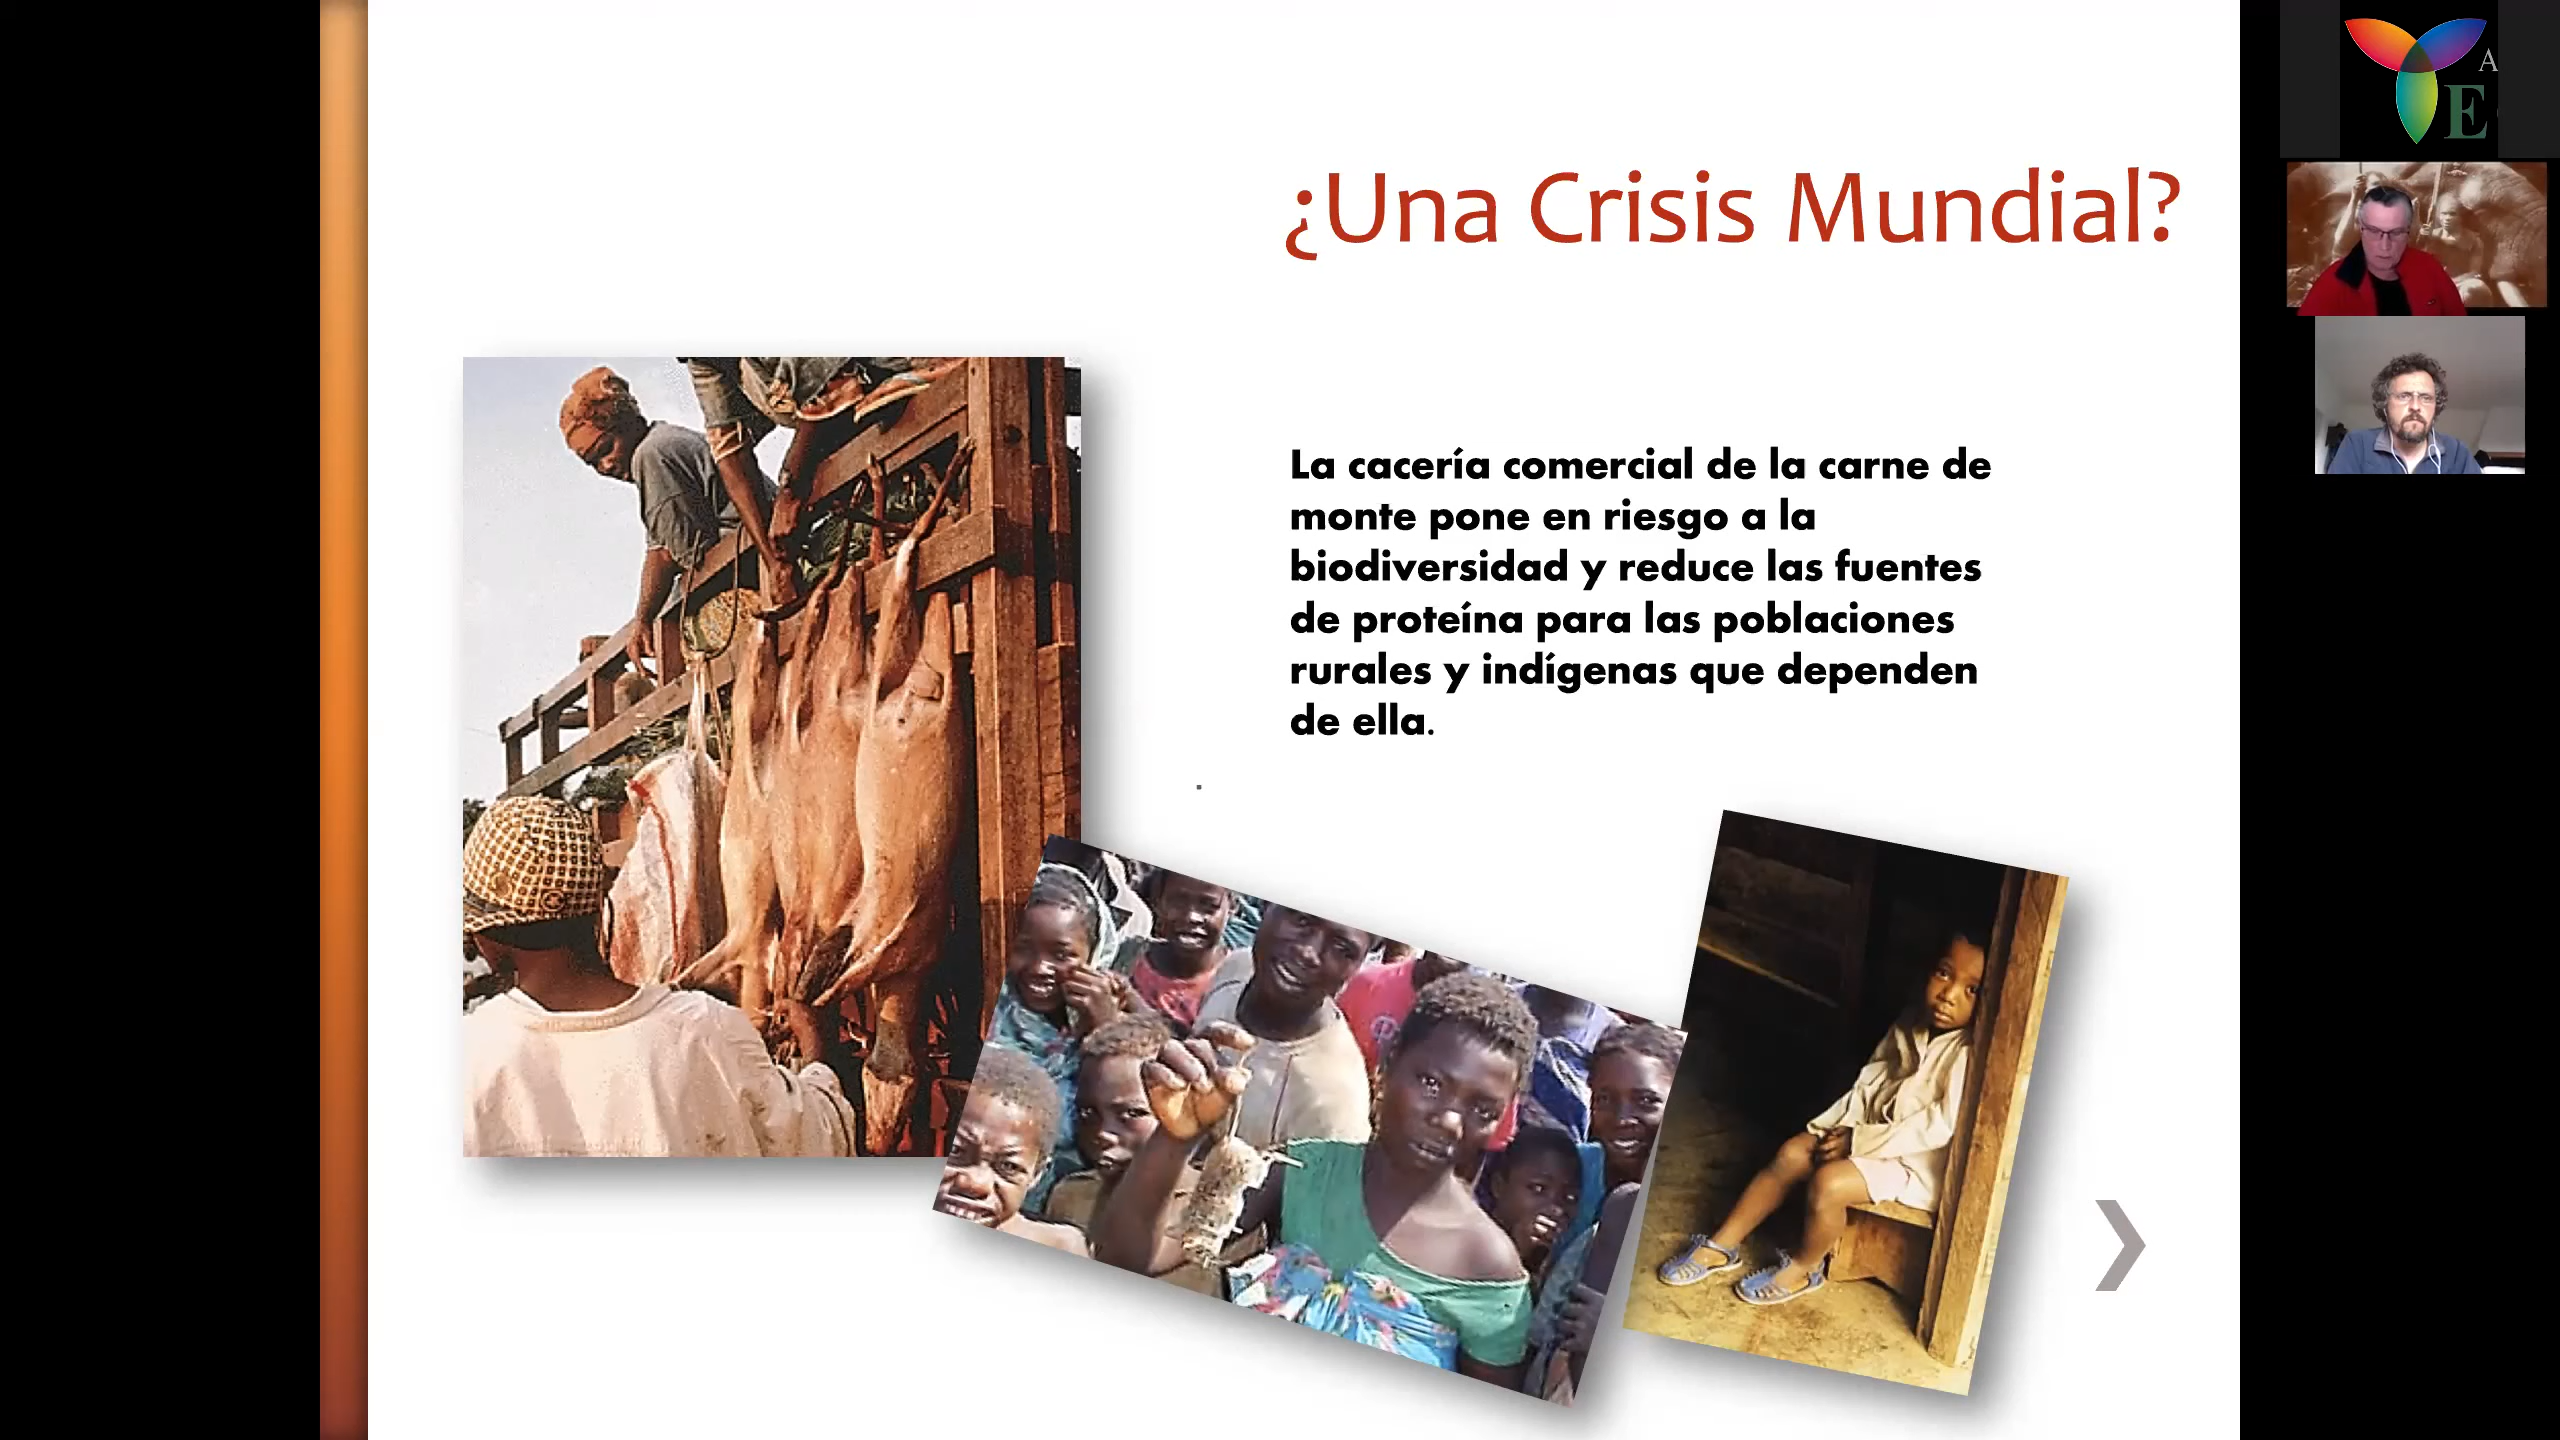 ¿Una Crisis Mundial?
La cacería comercial de la carne de
monte pone en riesgo a la
biodiversidad y reduce las fuentes
de proteína para las poblaciones
rurales y indígenas que dependen
de ella.
A
E